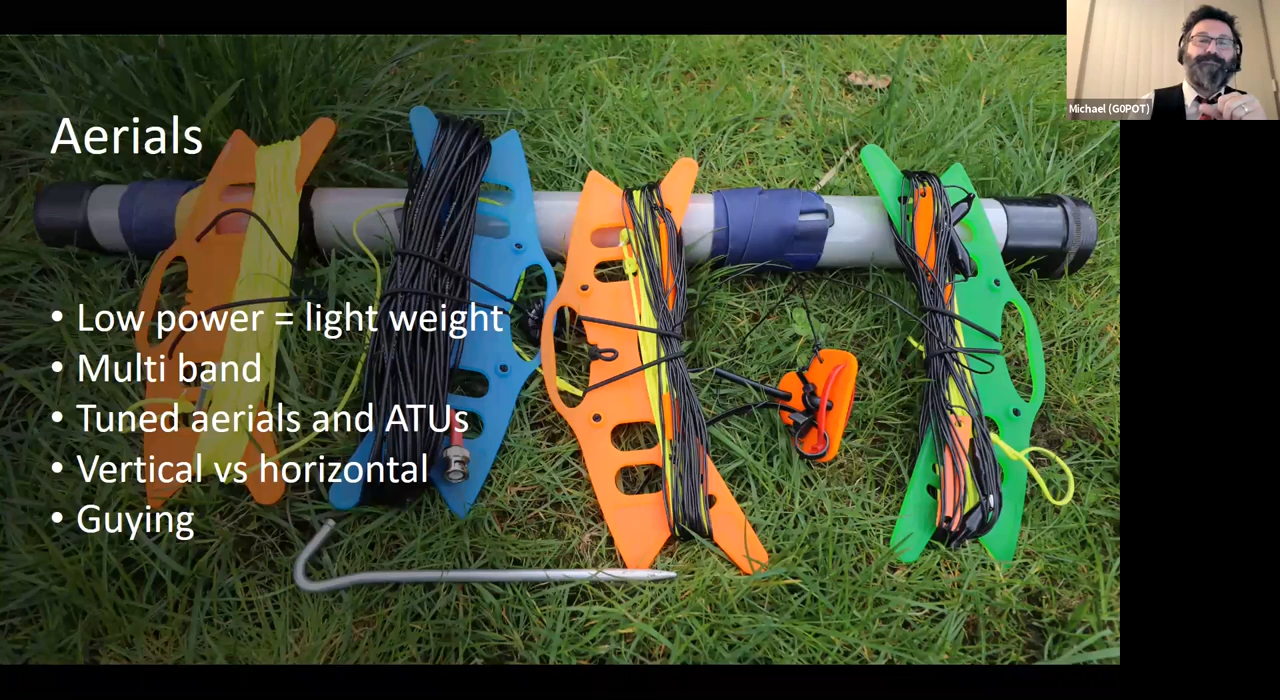 Aerials
• Low power = light weight
• Multi band
• Tuned aerials and ATUs
• Vertical vs horizontal
• Guying
Michael (G0POT)